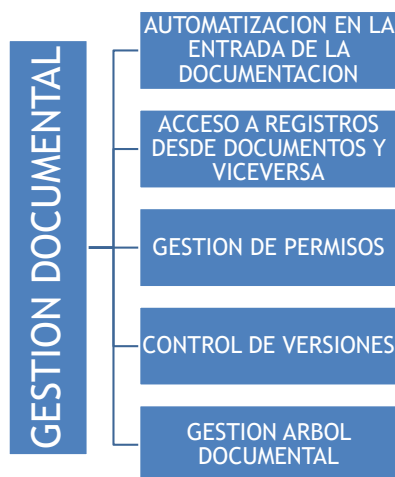 GESTION DOCUMENTAL
AUTOMATIZACION EN LA
ENTRADA DE LA
DOCUMENTACION
ACCESO A REGISTROS
DESDE DOCUMENTOS Y
VICEVERSA
GESTION DE PERMISOS
CONTROL DE VERSIONES
GESTION ARBOL
DOCUMENTAL